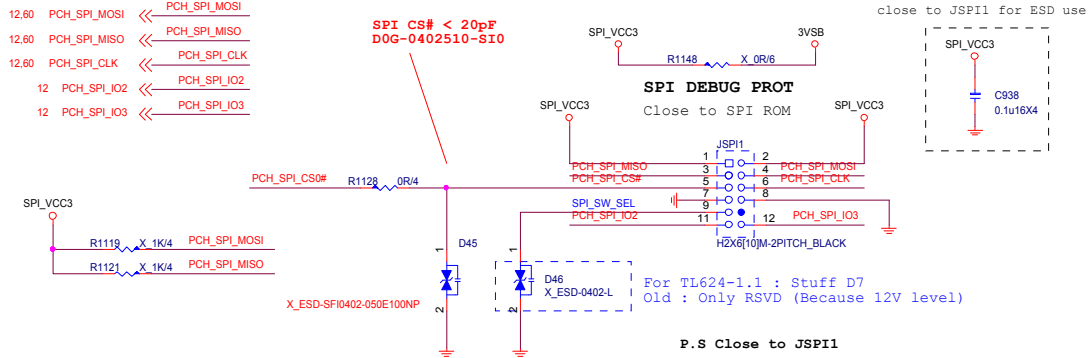 12,60 PCH_SPI_MOSI PCH_SPI_MOSI
12,60 PCH_SPI_MISO PCH_SPI_MISO
12,60 PCH_SPI_CLK PCH_SPI_CLK
12 PCH_SPI_IO2 PCH_SPI_IO2
12 PCH_SPI_IO3 PCH_SPI_IO3
SPI CS# < 20pF
D0G-0402510-SI0
SPI_VCC3 3VSB
R1148 X_0R/6
SPI DEBUG PROT
Close to SPI ROM
close to JSPI1 for ESD use
SPI_VCC3
C938
0.1u16X4
SPI_VCC3 SPI_VCC3
JSPI1
1 2
PCH_SPI_MISO 3 4 PCH_SPI_MOSI
PCH_SPI_CS# 5 6 PCH_SPI_CLK
7 8
SPI_SW_SEL 9
PCH_SPI_IO2 11 12 PCH_SPI_IO3
H2X6[10]M-2PITCH_BLACK
PCH_SPI_CS0# R1128 0R/4
SPI_VCC3
R1119 X_1K/4 PCH_SPI_MOSI
R1121 X_1K/4 PCH_SPI_MISO
1 D45
2
X_ESD-SFI0402-050E100NP
1 D46
X_ESD-0402-L
2
For TL624-1.1 : Stuff D7
Old : Only RSVD (Because 12V level)
P.S Close to JSPI1